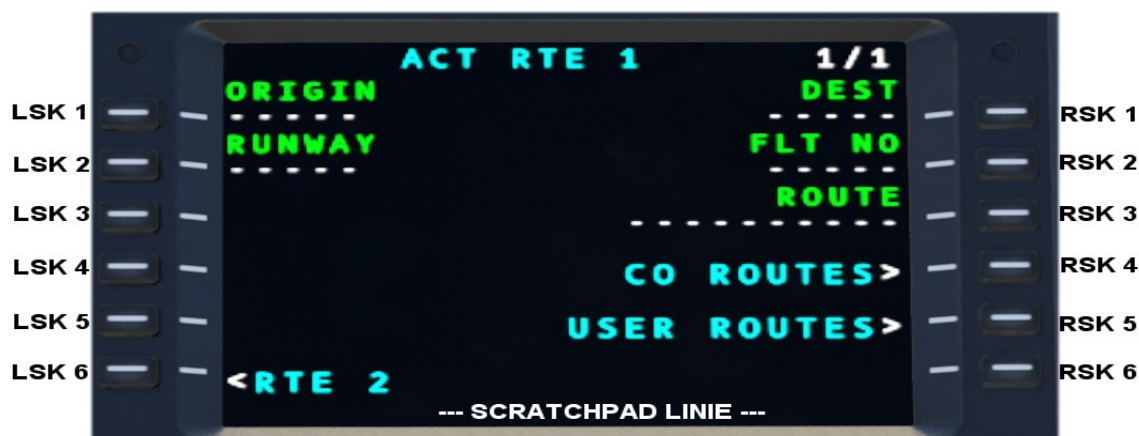 ACT RTE 1 1/1
ORIGIN DEST
LSK 1 ----- ----- RSK 1
RUNWAY FLT NO
LSK 2 ----- ----- RSK 2
ROUTE
LSK 3 ---------- RSK 3
LSK 4 CO ROUTES> RSK 4
LSK 5 USER ROUTES> RSK 5
LSK 6 <RTE 2 RSK 6
--- SCRATCHPAD LINIE ---